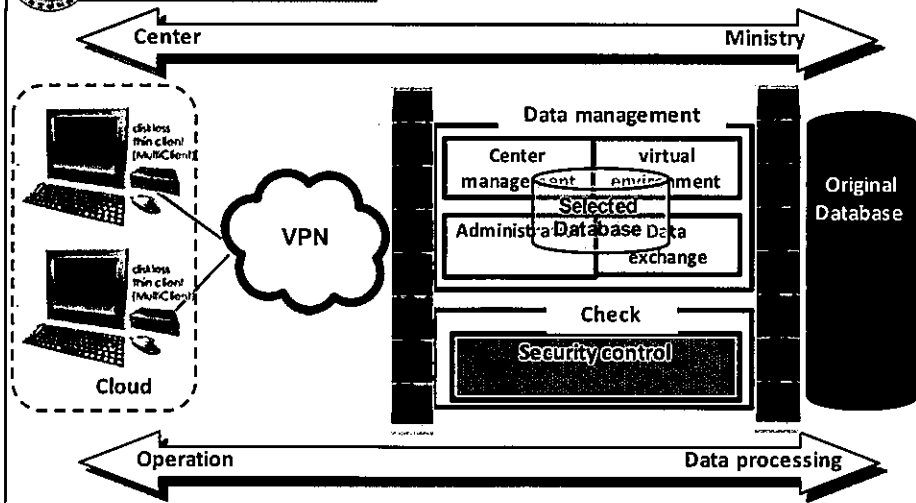 Center
Ministry
diskless
thin client
(MultiClient)
diskless
thin client
(MultiClient)
Cloud
VPN
Data management
Center
management
virtual
environment
Selected
Database
Data
exchange
Check
Security control
Original
Database
Operation
Data processing